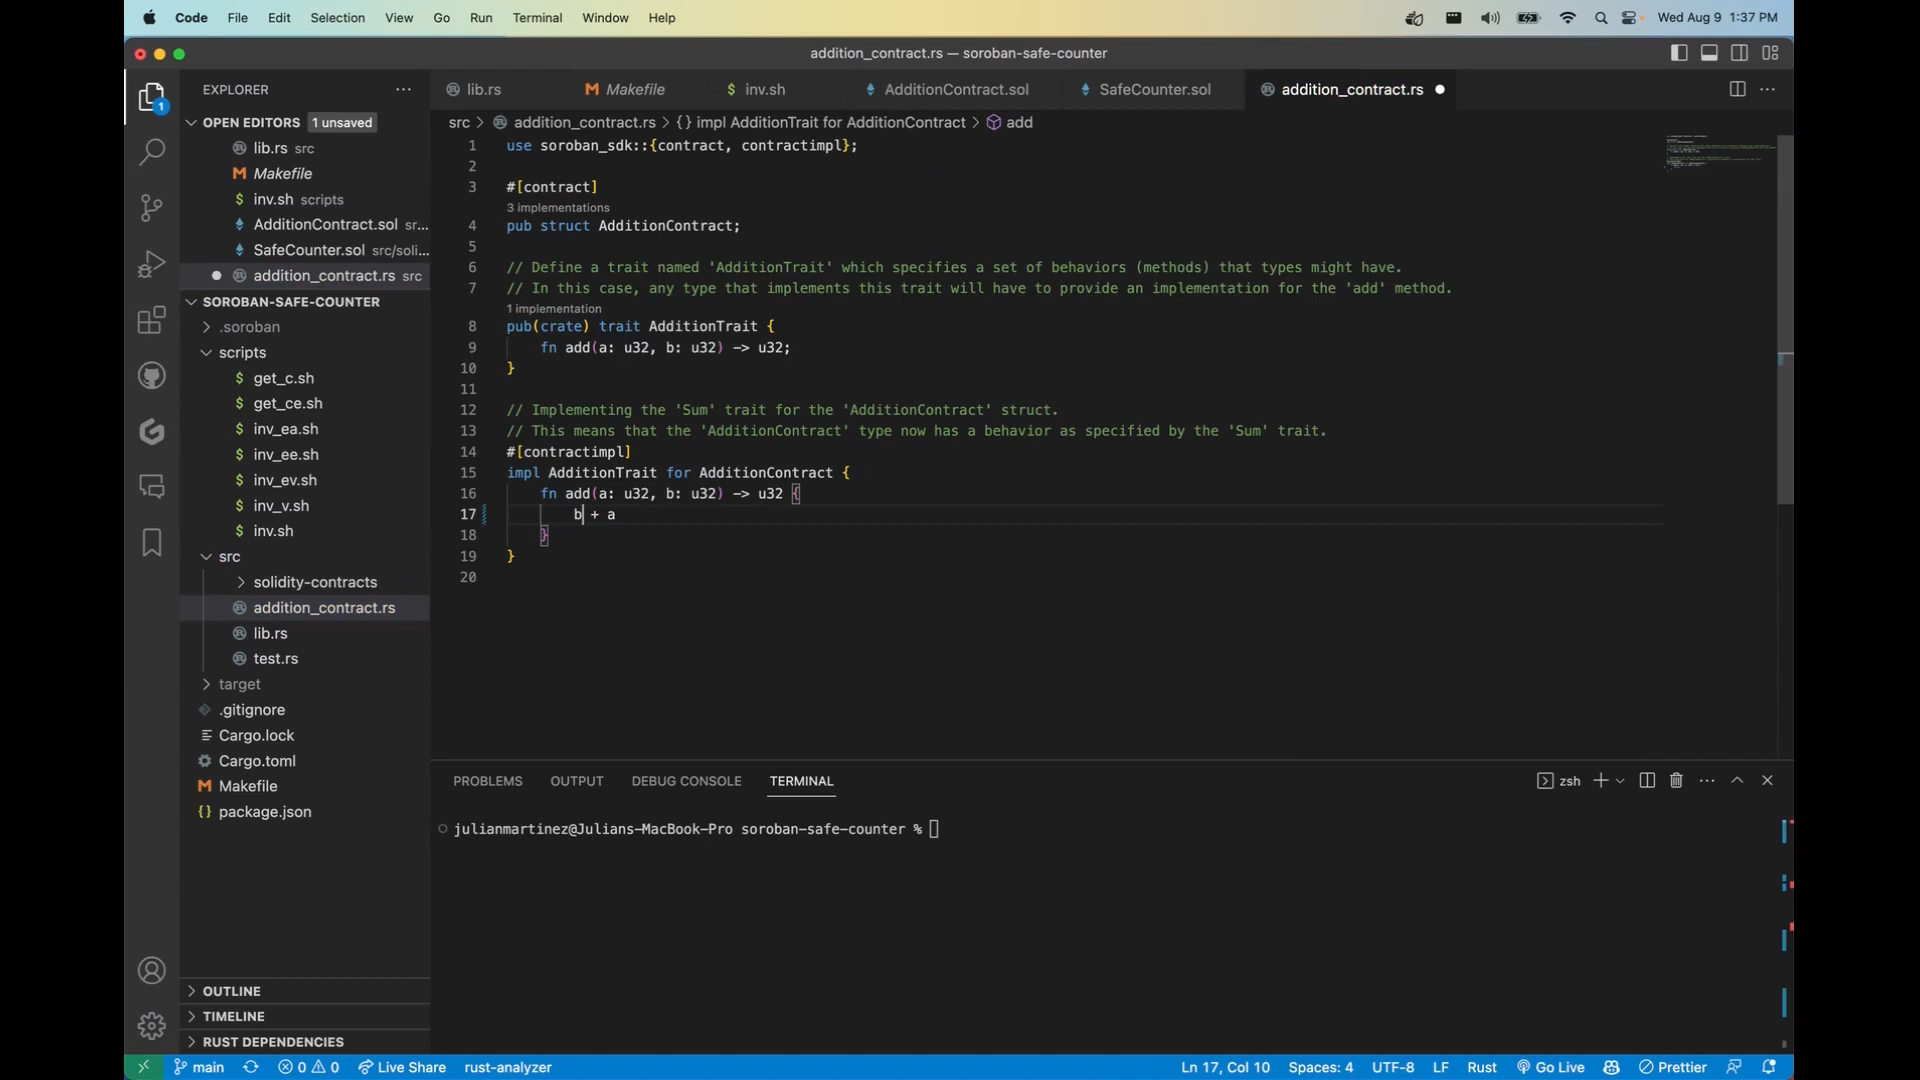 Code File Edit Selection View Go Run Terminal Window Help Wed Aug 9 1:37 PM
addition_contract.rs — soroban-safe-counter
EXPLORER
lib.rs Makefile inv.sh AdditionContract.sol SafeCounter.sol addition_contract.rs
OPEN EDITORS 1 unsaved
src > addition_contract.rs > {} impl AdditionTrait for AdditionContract > add
lib.rs src
Makefile
inv.sh scripts
AdditionContract.sol sr...
SafeCounter.sol src/soli...
addition_contract.rs src
SOROBAN-SAFE-COUNTER
.soroban
scripts
get_c.sh
get_ce.sh
inv_ea.sh
inv_ee.sh
inv_ev.sh
inv_v.sh
inv.sh
src
solidity-contracts
addition_contract.rs
lib.rs
test.rs
target
.gitignore
Cargo.lock
Cargo.toml
Makefile
package.json
OUTLINE
TIMELINE
RUST DEPENDENCIES
1 use soroban_sdk::{contract, contractimpl};
2
3 #[contract]
3 implementations
4 pub struct AdditionContract;
5
6 // Define a trait named 'AdditionTrait' which specifies a set of behaviors (methods) that types might have.
7 // In this case, any type that implements this trait will have to provide an implementation for the 'add' method.
1 implementation
8 pub(crate) trait AdditionTrait {
9 fn add(a: u32, b: u32) -> u32;
10 }
11
12 // Implementing the 'Sum' trait for the 'AdditionContract' struct.
13 // This means that the 'AdditionContract' type now has a behavior as specified by the 'Sum' trait.
14 #[contractimpl]
15 impl AdditionTrait for AdditionContract {
16 fn add(a: u32, b: u32) -> u32 {
17 b + a
18 }
19 }
20
PROBLEMS OUTPUT DEBUG CONSOLE TERMINAL zsh
julianmartinez@Julians-MacBook-Pro soroban-safe-counter %
main 0 0 Live Share rust-analyzer Ln 17, Col 10 Spaces: 4 UTF-8 LF Rust Go Live Prettier